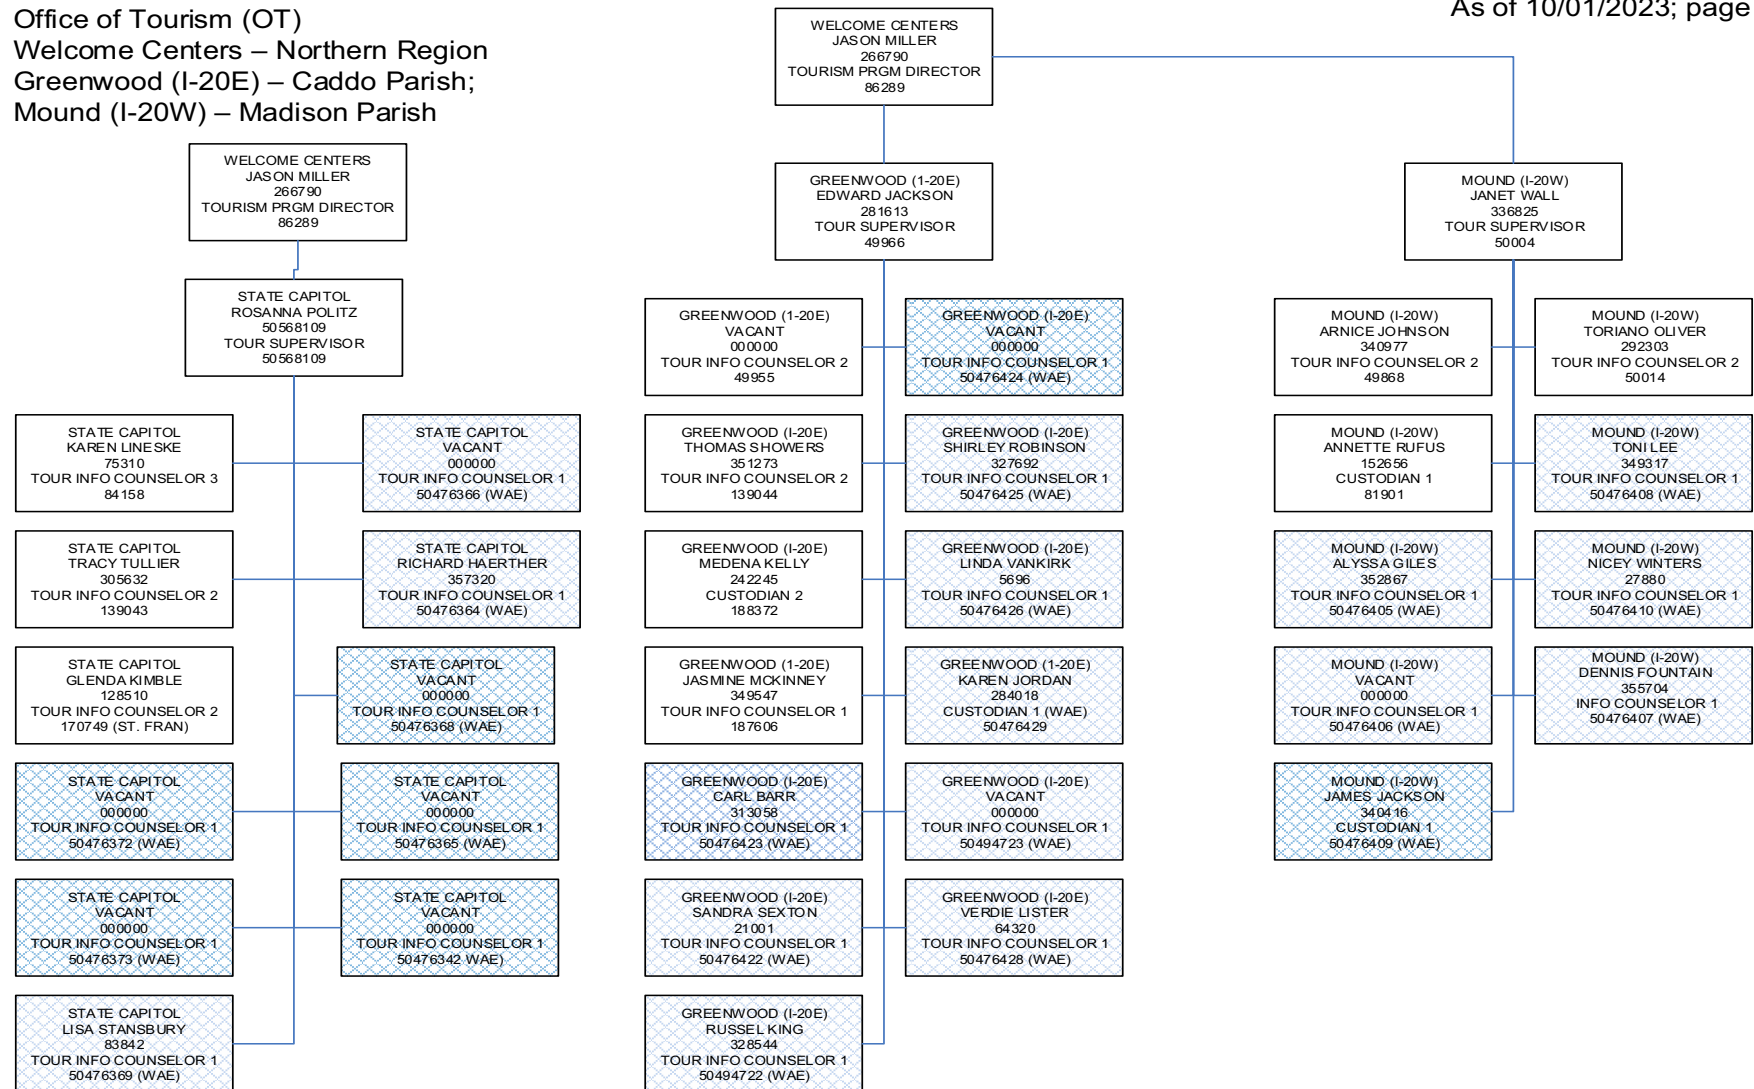 Office of Tourism (OT)
Welcome Centers – Northern Region
Greenwood (I-20E) – Caddo Parish;
Mound (I-20W) – Madison Parish
As of 10/01/2023; page
WELCOME CENTERS
JASON MILLER
266790
TOURISM PRGM DIRECTOR
86289
WELCOME CENTERS
JASON MILLER
266790
TOURISM PRGM DIRECTOR
86289
STATE CAPITOL
ROSANNA POLITZ
50568109
TOUR SUPERVISOR
50568109
STATE CAPITOL
KAREN LINESKE
75310
TOUR INFO COUNSELOR 3
84158
STATE CAPITOL
VACANT
000000
TOUR INFO COUNSELOR 1
50476366 (WAE)
STATE CAPITOL
TRACY TULLIER
305632
TOUR INFO COUNSELOR 2
139043
STATE CAPITOL
RICHARD HAERTHER
357320
TOUR INFO COUNSELOR 1
50476364 (WAE)
STATE CAPITOL
GLENDA KIMBLE
128510
TOUR INFO COUNSELOR 2
170749 (ST. FRAN)
STATE CAPITOL
VACANT
000000
TOUR INFO COUNSELOR 1
50476368 (WAE)
STATE CAPITOL
VACANT
000000
TOUR INFO COUNSELOR 1
50476372 (WAE)
STATE CAPITOL
VACANT
000000
TOUR INFO COUNSELOR 1
50476365 (WAE)
STATE CAPITOL
VACANT
000000
TOUR INFO COUNSELOR 1
50476373 (WAE)
STATE CAPITOL
VACANT
000000
TOUR INFO COUNSELOR 1
50476342 WAE)
STATE CAPITOL
LISA STANSBURY
83842
TOUR INFO COUNSELOR 1
50476369 (WAE)
GREENWOOD (1-20E)
EDWARD JACKSON
281613
TOUR SUPERVISOR
49966
GREENWOOD (1-20E)
VACANT
000000
TOUR INFO COUNSELOR 2
49955
GREENWOOD (I-20E)
VACANT
000000
TOUR INFO COUNSELOR 1
50476424 (WAE)
GREENWOOD (I-20E)
THOMAS SHOWERS
351273
TOUR INFO COUNSELOR 2
139044
GREENWOOD (I-20E)
SHIRLEY ROBINSON
327692
TOUR INFO COUNSELOR 1
50476425 (WAE)
GREENWOOD (I-20E)
MEDENA KELLY
242245
CUSTODIAN 2
188372
GREENWOOD (I-20E)
LINDA VANKIRK
5696
TOUR INFO COUNSELOR 1
50476426 (WAE)
GREENWOOD (1-20E)
JASMINE MCKINNEY
349547
TOUR INFO COUNSELOR 1
187606
GREENWOOD (1-20E)
KAREN JORDAN
284018
CUSTODIAN 1 (WAE)
50476429
GREENWOOD (I-20E)
CARL BARR
313058
TOUR INFO COUNSELOR 1
50476423 (WAE)
GREENWOOD (I-20E)
VACANT
000000
TOUR INFO COUNSELOR 1
50494723 (WAE)
GREENWOOD (I-20E)
SANDRA SEXTON
21001
TOUR INFO COUNSELOR 1
50476422 (WAE)
GREENWOOD (I-20E)
VERDIE LISTER
64320
TOUR INFO COUNSELOR 1
50476428 (WAE)
GREENWOOD (I-20E)
RUSSEL KING
328544
TOUR INFO COUNSELOR 1
50494722 (WAE)
MOUND (I-20W)
JANET WALL
336825
TOUR SUPERVISOR
50004
MOUND (I-20W)
ARNICE JOHNSON
340977
TOUR INFO COUNSELOR 2
49868
MOUND (I-20W)
TORIANO OLIVER
292303
TOUR INFO COUNSELOR 2
50014
MOUND (I-20W)
ANNETTE RUFUS
152656
CUSTODIAN 1
81901
MOUND (I-20W)
TONI LEE
349317
TOUR INFO COUNSELOR 1
50476408 (WAE)
MOUND (I-20W)
ALYSSA GILES
352867
TOUR INFO COUNSELOR 1
50476405 (WAE)
MOUND (I-20W)
NICEY WINTERS
27880
TOUR INFO COUNSELOR 1
50476410 (WAE)
MOUND (I-20W)
VACANT
000000
TOUR INFO COUNSELOR 1
50476406 (WAE)
MOUND (I-20W)
DENNIS FOUNTAIN
355704
INFO COUNSELOR 1
50476407 (WAE)
MOUND (I-20W)
JAMES JACKSON
340416
CUSTODIAN 1
50476409 (WAE)